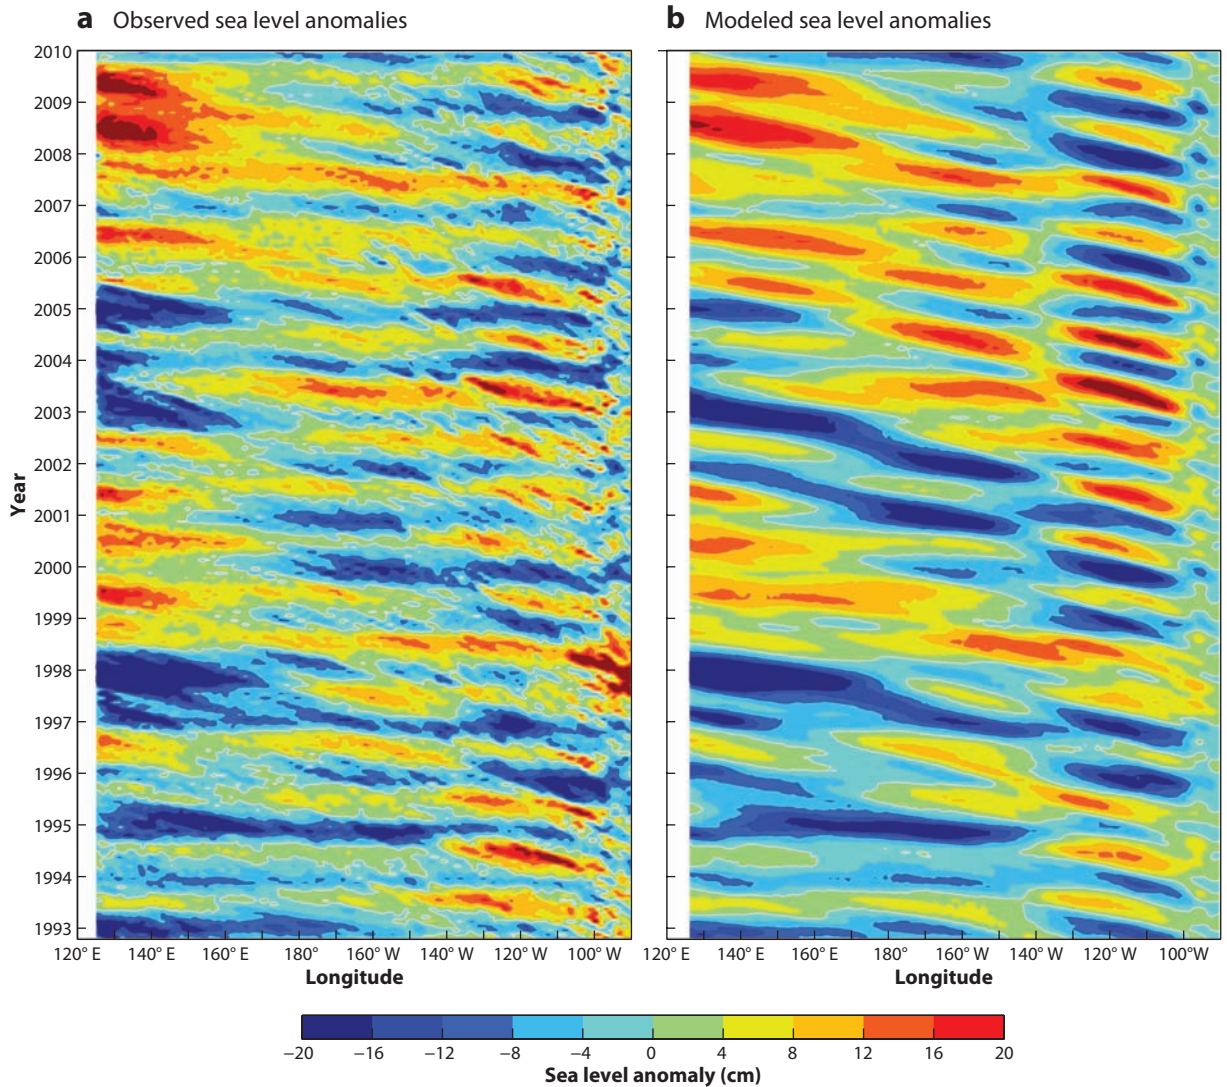 a Observed sea level anomalies
b Modeled sea level anomalies
2010
2009
2008
2007
2006
2005
2004
2003
2002
2001
2000
1999
1998
1997
1996
1995
1994
1993
Year
120° E 140° E 160° E 180° 160° W 140° W 120° W 100° W
120° E 140° E 160° E 180° 160° W 140° W 120° W 100°W
Longitude
Longitude
−20 −16 −12 −8 −4 0 4 8 12 16 20
Sea level anomaly (cm)